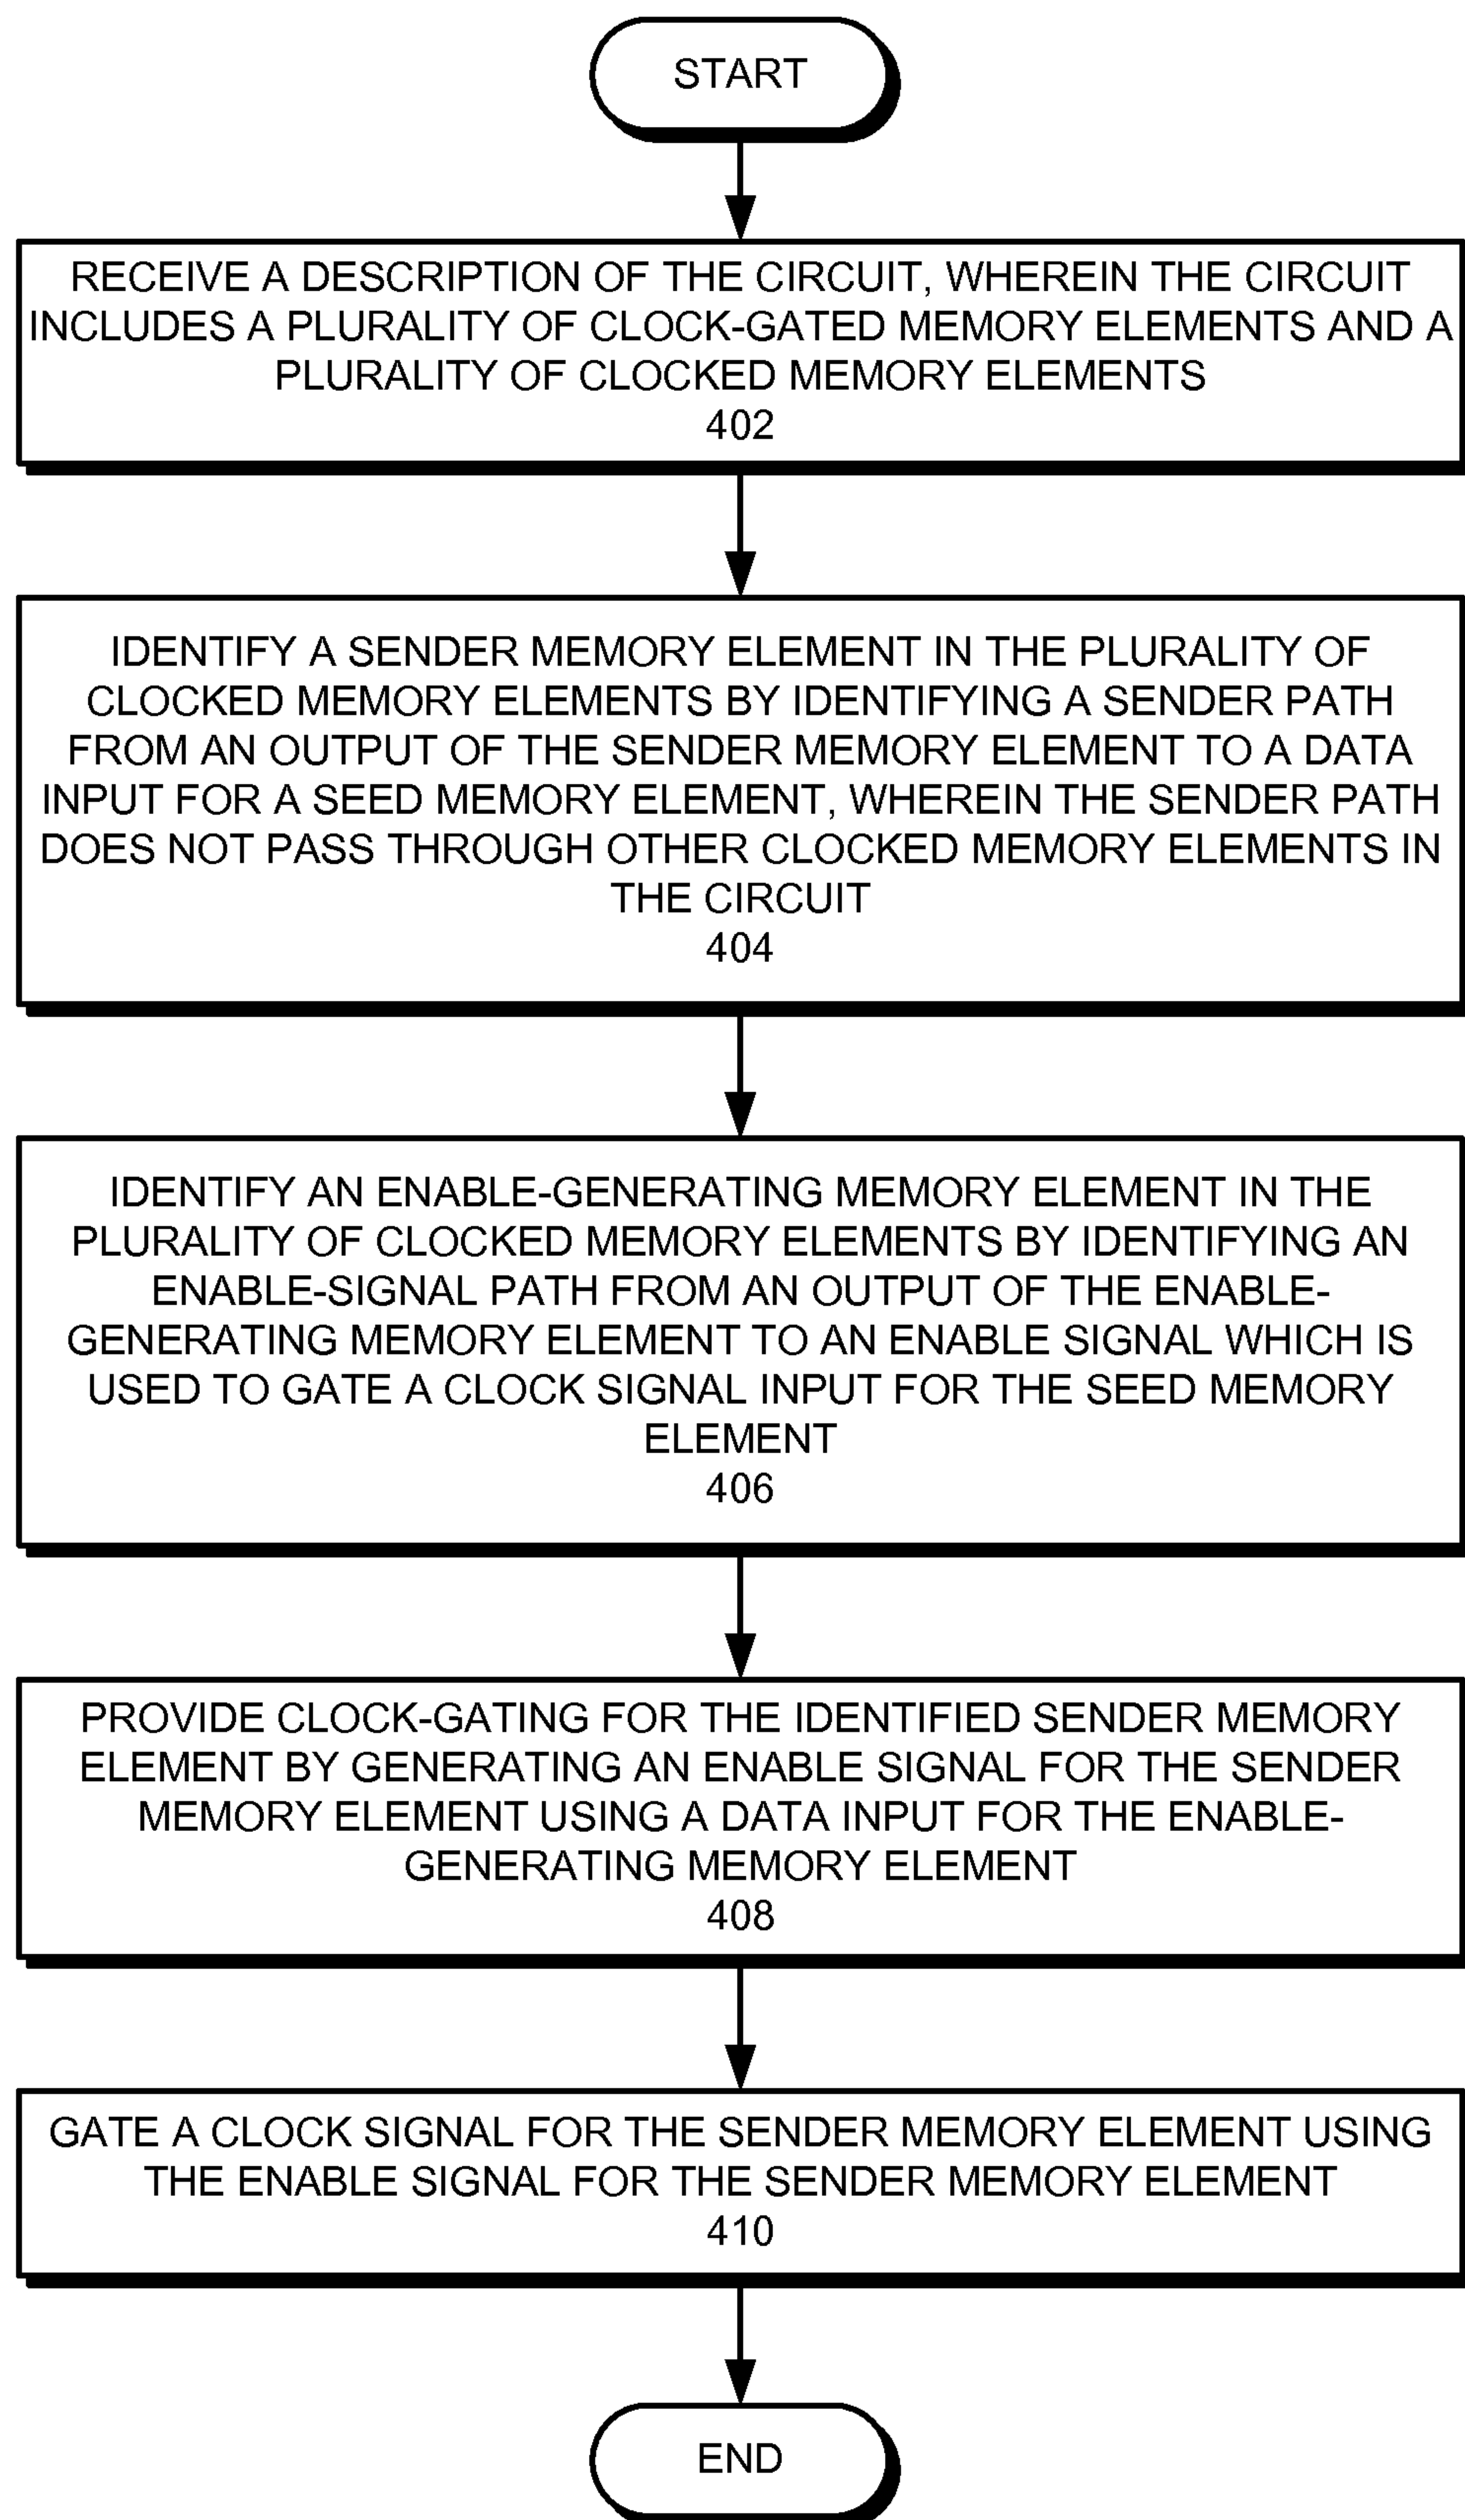 START
RECEIVE A DESCRIPTION OF THE CIRCUIT, WHEREIN THE CIRCUIT
INCLUDES A PLURALITY OF CLOCK-GATED MEMORY ELEMENTS AND A
PLURALITY OF CLOCKED MEMORY ELEMENTS
402
IDENTIFY A SENDER MEMORY ELEMENT IN THE PLURALITY OF
CLOCKED MEMORY ELEMENTS BY IDENTIFYING A SENDER PATH
FROM AN OUTPUT OF THE SENDER MEMORY ELEMENT TO A DATA
INPUT FOR A SEED MEMORY ELEMENT, WHEREIN THE SENDER PATH
DOES NOT PASS THROUGH OTHER CLOCKED MEMORY ELEMENTS IN
THE CIRCUIT
404
IDENTIFY AN ENABLE-GENERATING MEMORY ELEMENT IN THE
PLURALITY OF CLOCKED MEMORY ELEMENTS BY IDENTIFYING AN
ENABLE-SIGNAL PATH FROM AN OUTPUT OF THE ENABLE-
GENERATING MEMORY ELEMENT TO AN ENABLE SIGNAL WHICH IS
USED TO GATE A CLOCK SIGNAL INPUT FOR THE SEED MEMORY
ELEMENT
406
PROVIDE CLOCK-GATING FOR THE IDENTIFIED SENDER MEMORY
ELEMENT BY GENERATING AN ENABLE SIGNAL FOR THE SENDER
MEMORY ELEMENT USING A DATA INPUT FOR THE ENABLE-
GENERATING MEMORY ELEMENT
408
GATE A CLOCK SIGNAL FOR THE SENDER MEMORY ELEMENT USING
THE ENABLE SIGNAL FOR THE SENDER MEMORY ELEMENT
410
END